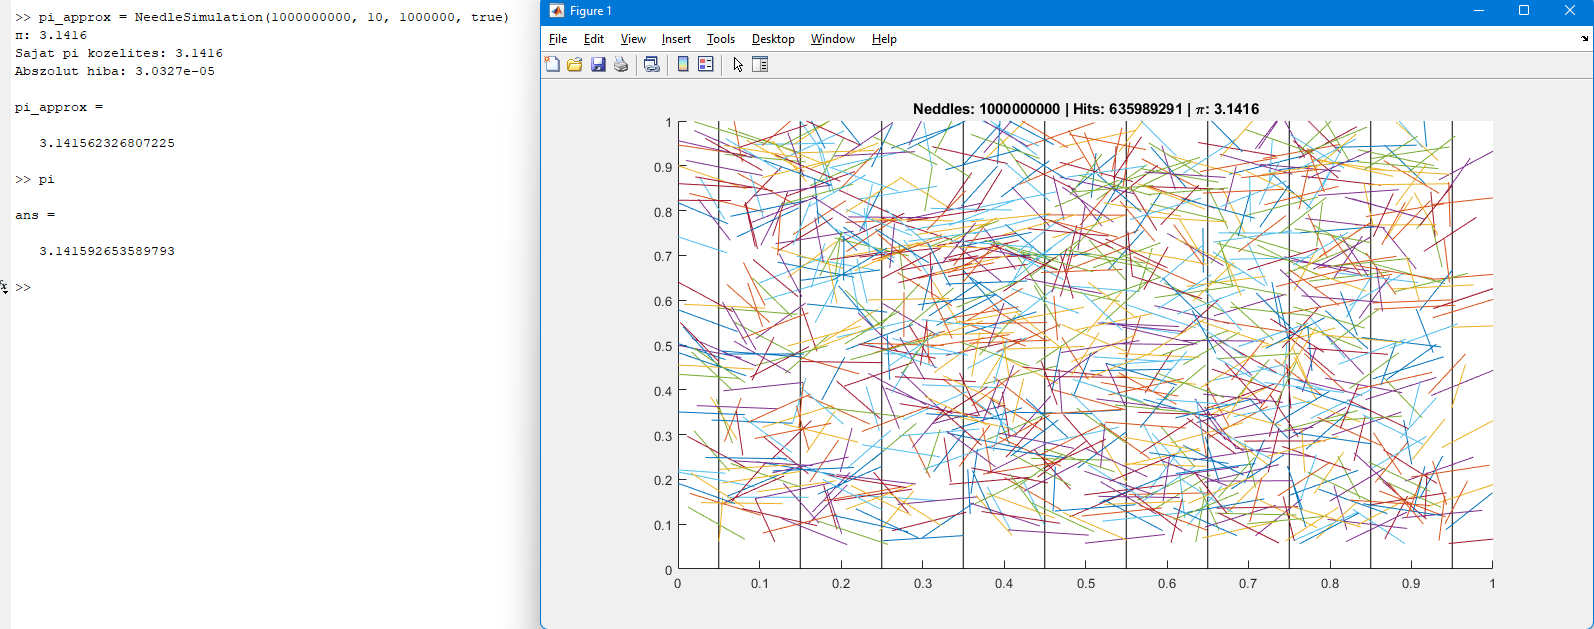 >> pi_approx = NeedleSimulation(1000000000, 10, 1000000, true)
π: 3.1416
Sajat pi kozelites: 3.1416
Abszolut hiba: 3.0327e-05
pi_approx =
3.141562326807225
>> pi
ans =
3.141592653589793
fx >>
Figure 1
File Edit View Insert Tools Desktop Window Help
Neddles: 1000000000 | Hits: 635989291 | π: 3.1416
1
0.9
0.8
0.7
0.6
0.5
0.4
0.3
0.2
0.1
0
0 0.1 0.2 0.3 0.4 0.5 0.6 0.7 0.8 0.9 1